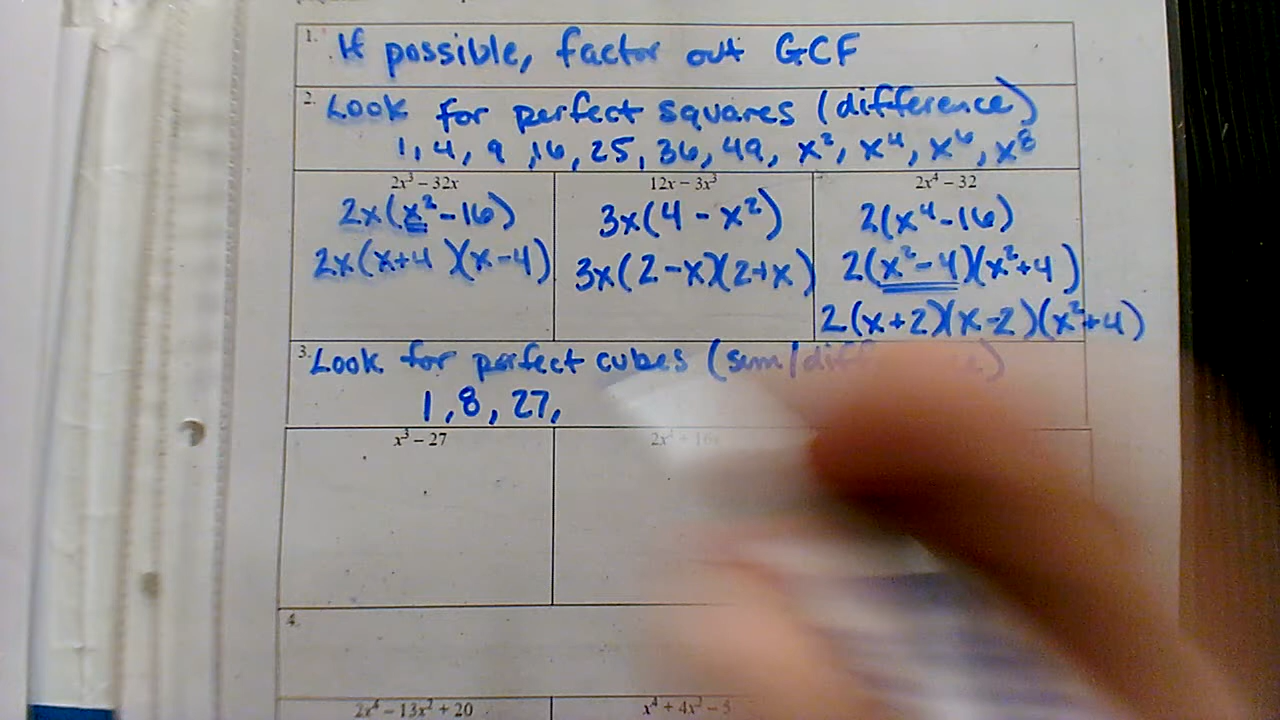 1. If possible, factor out GCF
2. Look for perfect squares (difference)
1, 4, 9, 16, 25, 36, 49, x², x⁴, x⁶, x⁸
2x³ – 32x
2x(x²-16)
2x(x+4)(x-4)
12x – 3x³
3x(4-x²)
3x(2-x)(2+x)
2x⁴ – 32
2(x⁴-16)
2(x²-4)(x²+4)
2(x+2)(x-2)(x²+4)
3. Look for perfect cubes (sum/diff
1, 8, 27,
x³ – 27
4.
2x⁴ – 13x² + 20